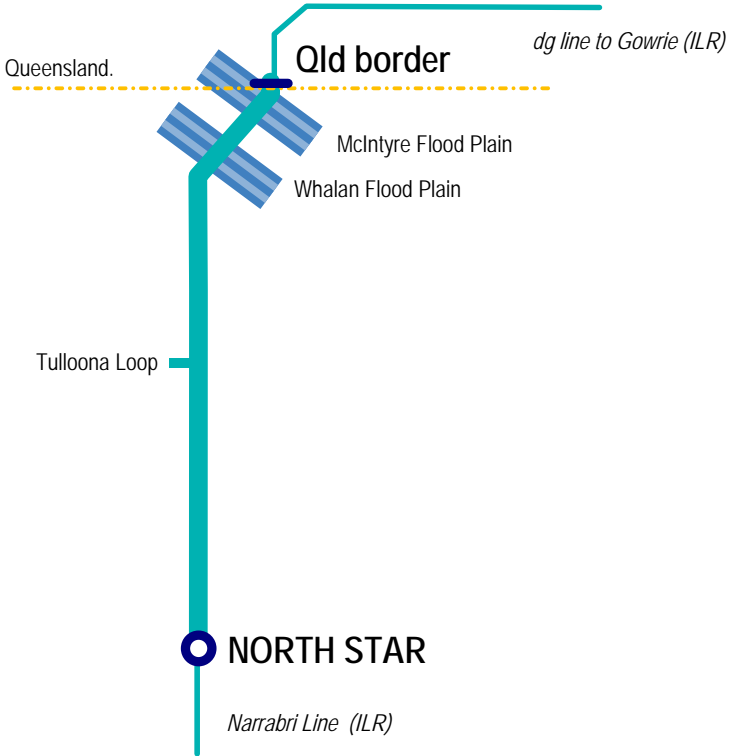 dg line to Gowrie (ILR)
Qld border
Queensland.
McIntyre Flood Plain
Whalan Flood Plain
Tulloona Loop
NORTH STAR
Narrabri Line (ILR)